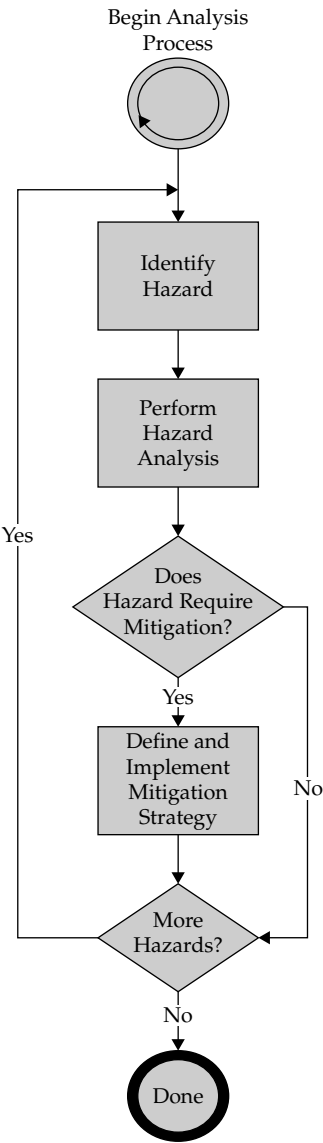 Begin Analysis
Process
Identify
Hazard
Perform
Hazard
Analysis
Yes
Does
Hazard Require
Mitigation?
Yes
Define and
Implement
Mitigation
Strategy
No
More
Hazards?
No
Done